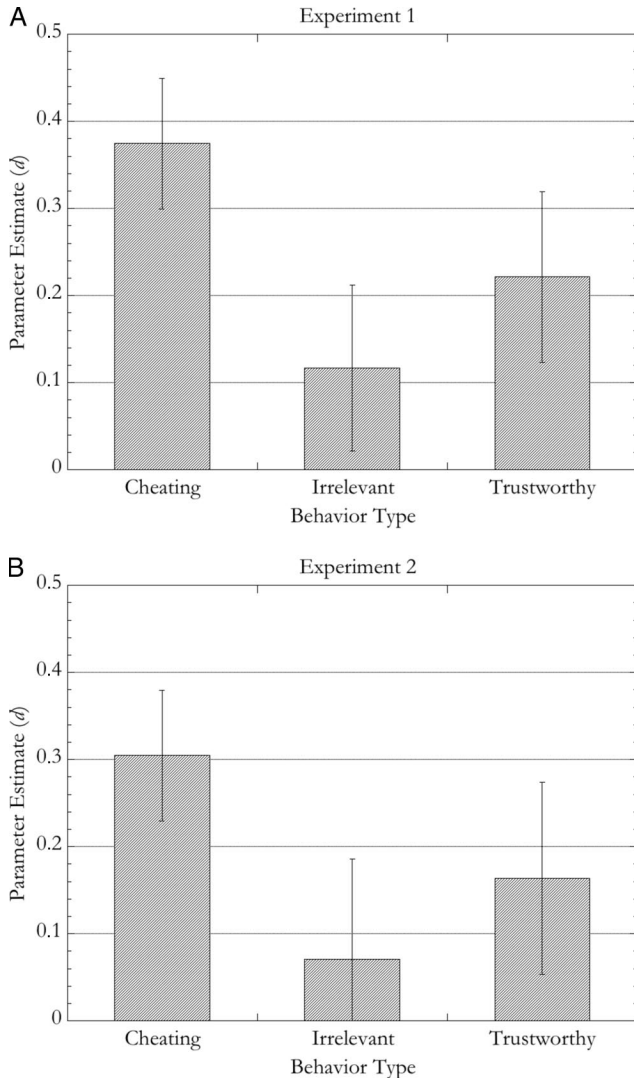 A
Experiment 1
Parameter Estimate (d)
0.5
0.4
0.3
0.2
0.1
0
Cheating Irrelevant Trustworthy
Behavior Type
B
Experiment 2
Parameter Estimate (d)
0.5
0.4
0.3
0.2
0.1
0
Cheating Irrelevant Trustworthy
Behavior Type